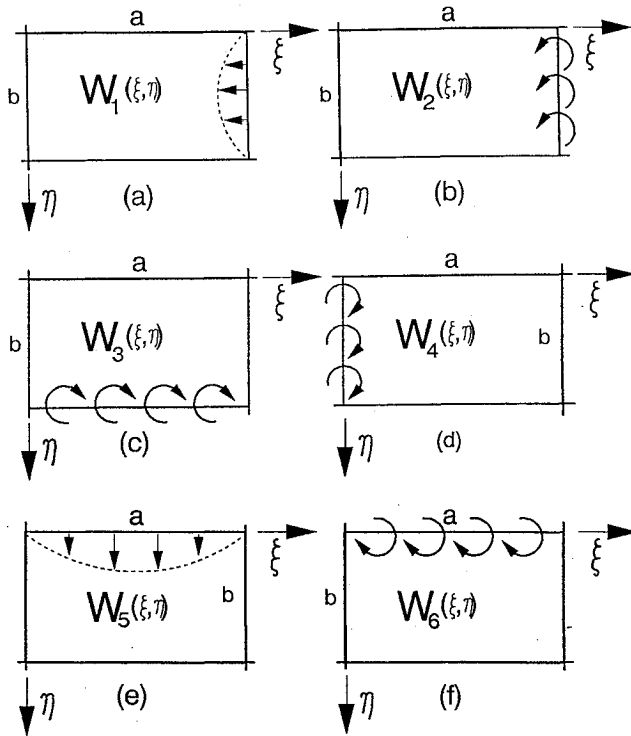 a a
ξ ξ
b W₁(ξ,η) b W₂(ξ,η)
η (a) η (b)
a a
ξ ξ
b W₃(ξ,η) W₄(ξ,η) b
η (c) η (d)
a a
ξ ξ
W₅(ξ,η) b b W₆(ξ,η)
η (e) η (f)